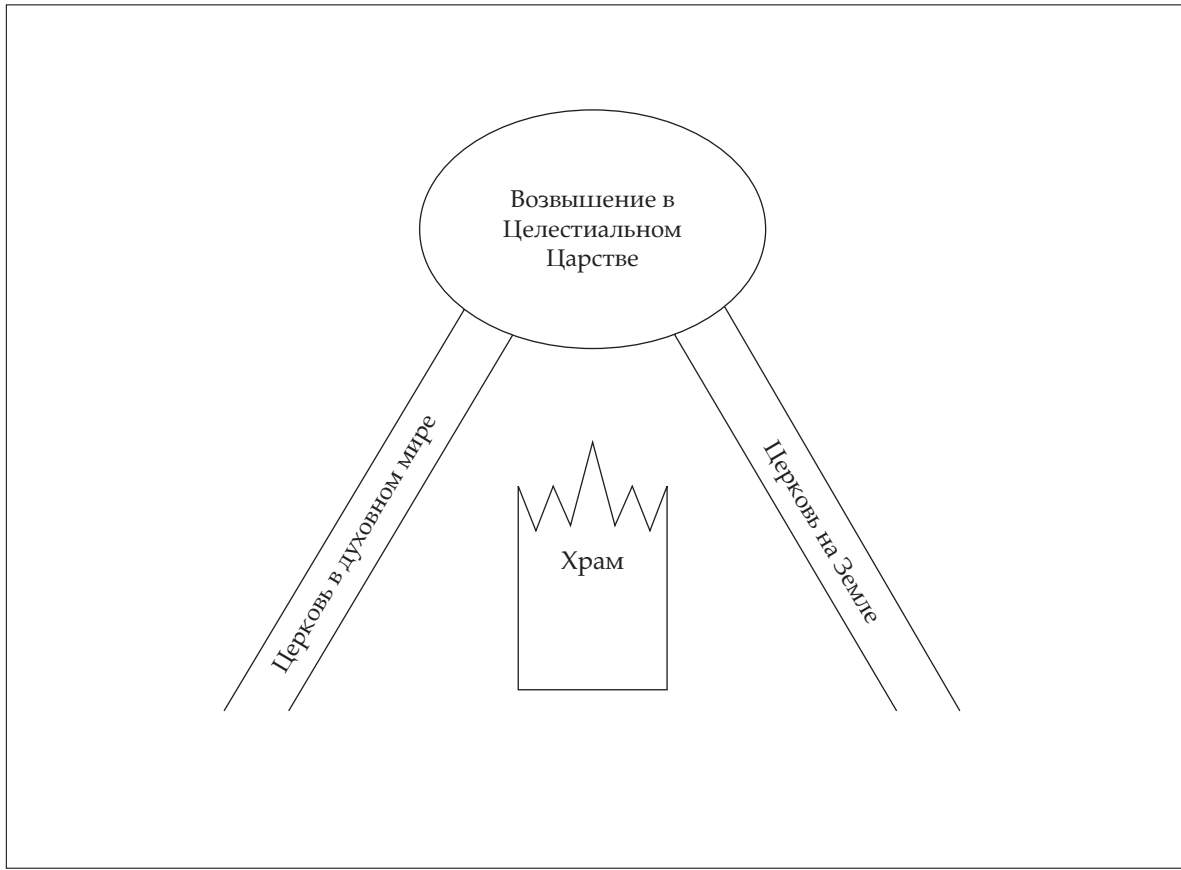 Возвышение в
Целестиальном
Царстве
Церковь в духовном мире
Церковь на Земле
Храм